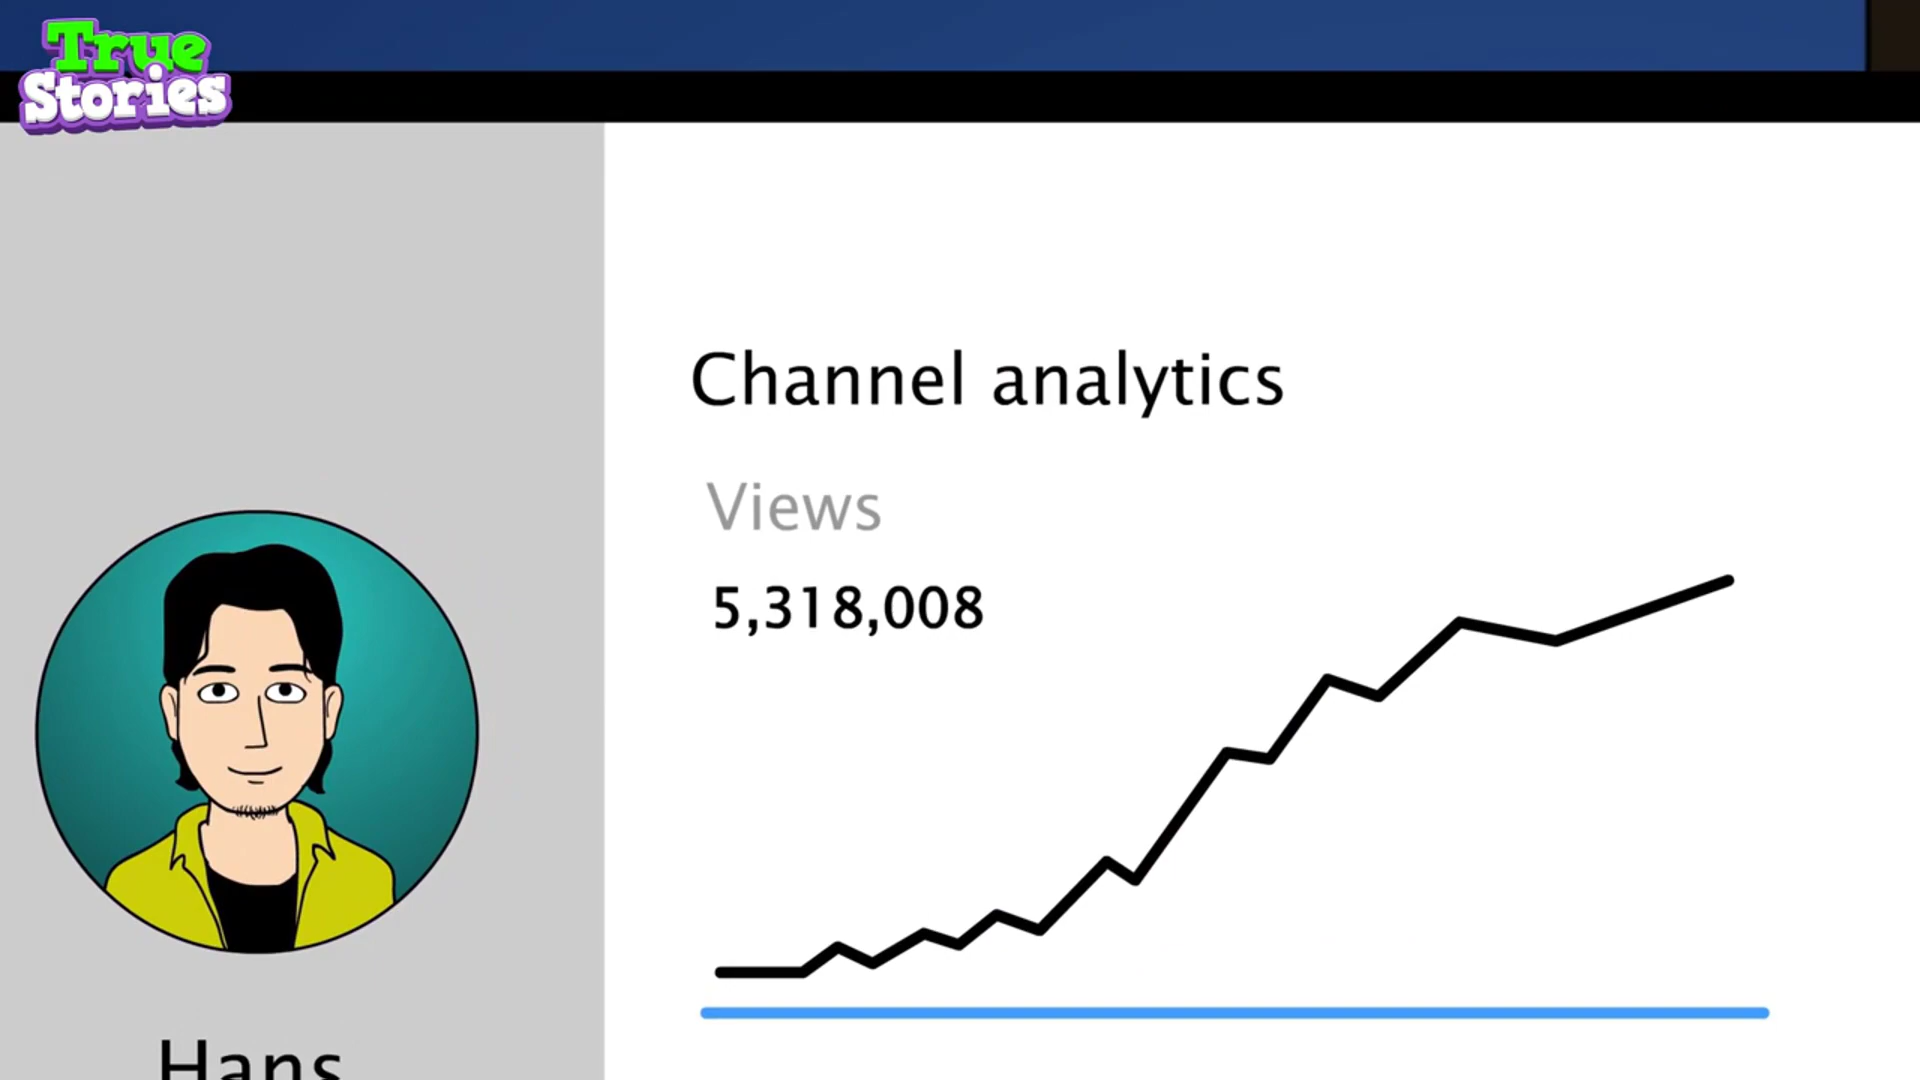 True
Stories
Channel analytics
Views
5,318,008
Hans